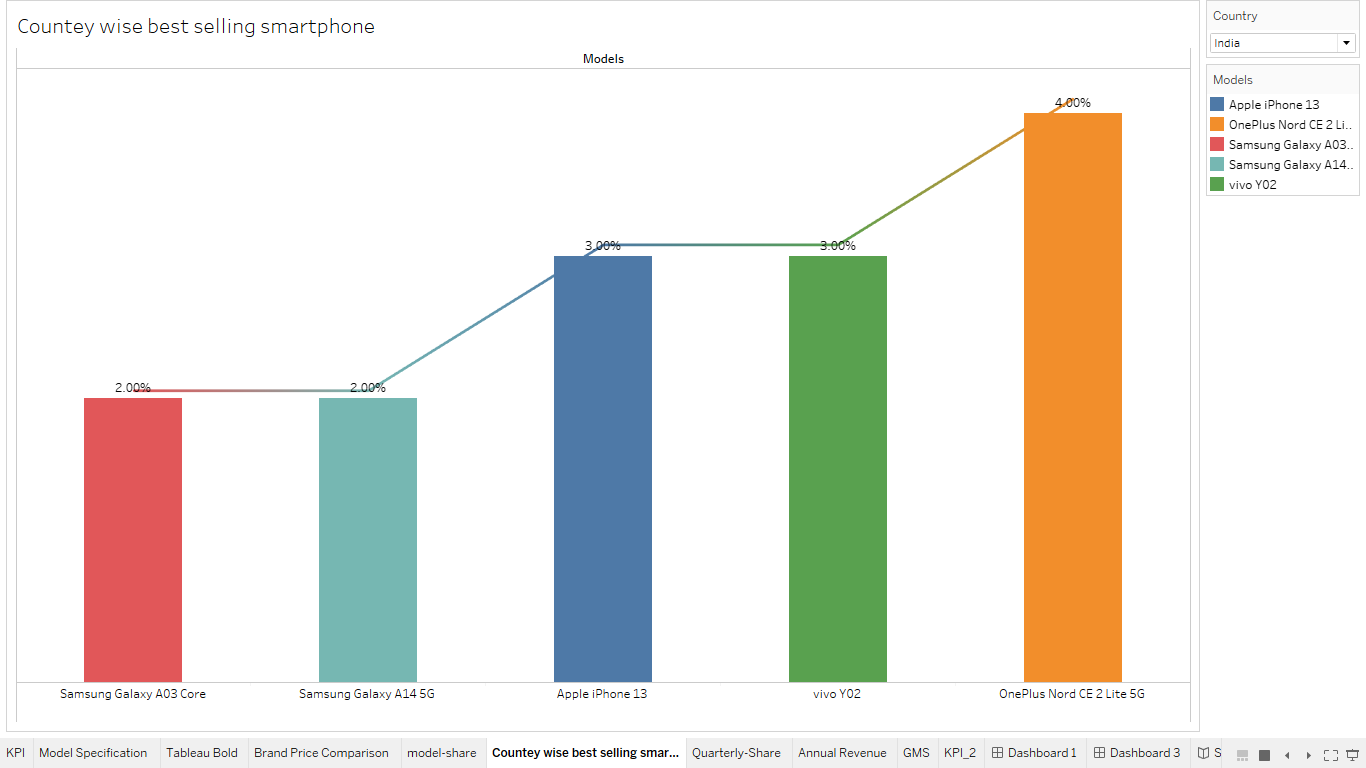 Countey wise best selling smartphone
Country
India
Models
Models
Apple iPhone 13
OnePlus Nord CE 2 Li..
Samsung Galaxy A03..
Samsung Galaxy A14..
vivo Y02
2.00%
2.00%
3.00%
3.00%
4.00%
Samsung Galaxy A03 Core
Samsung Galaxy A14 5G
Apple iPhone 13
vivo Y02
OnePlus Nord CE 2 Lite 5G
KPI
Model Specification
Tableau Bold
Brand Price Comparison
model-share
Countey wise best selling smar...
Quarterly-Share
Annual Revenue
GMS
KPI_2
Dashboard 1
Dashboard 3
S